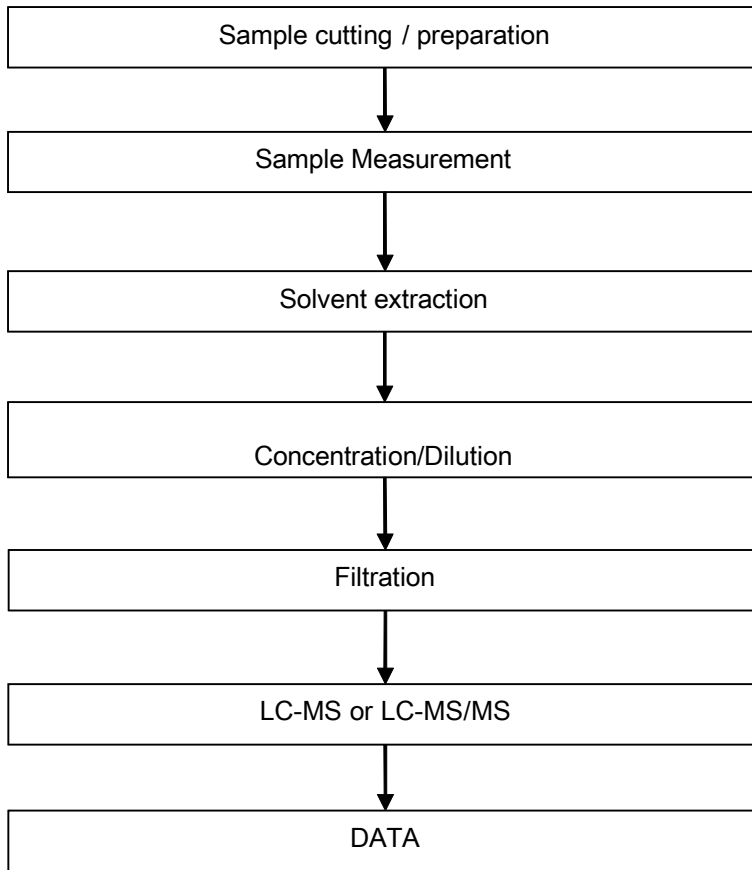 Sample cutting / preparation
Sample Measurement
Solvent extraction
Concentration/Dilution
Filtration
LC-MS or LC-MS/MS
DATA